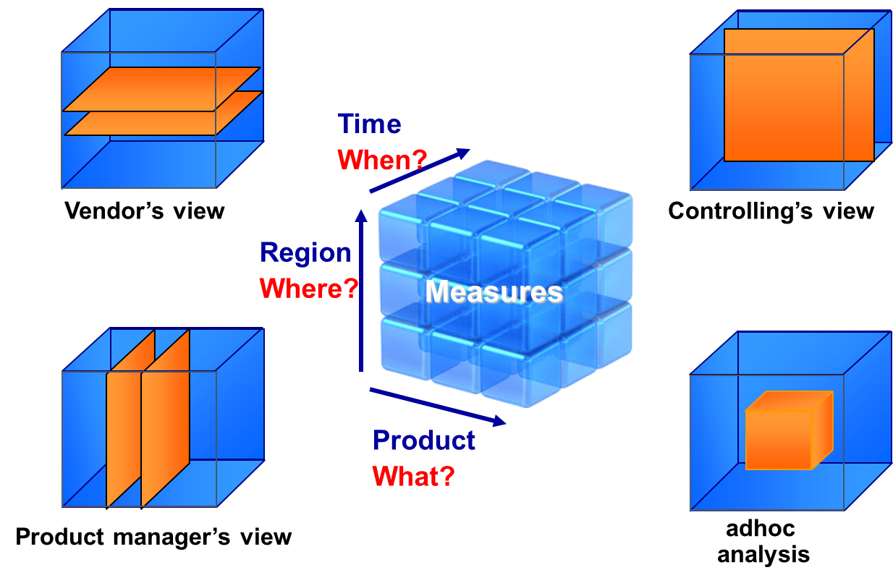 Time
When?
Vendor's view
Controlling's view
Region
Where?
Measures
Product
What?
Product manager's view
adhoc
analysis